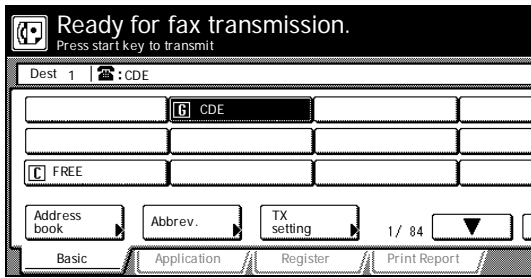 Ready for fax transmission.
Press start key to transmit
Dest 1 :CDE
G CDE
C FREE
Address book
Abbrev.
TX setting
1/ 84
Basic Application Register Print Report